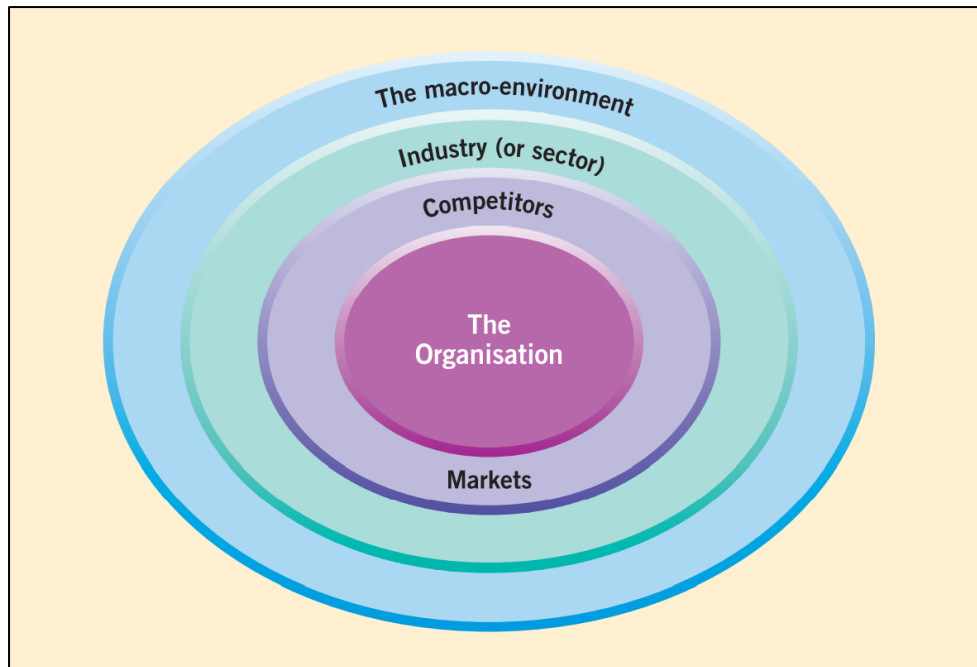 The macro-environment
Industry (or sector)
Competitors
The
Organisation
Markets